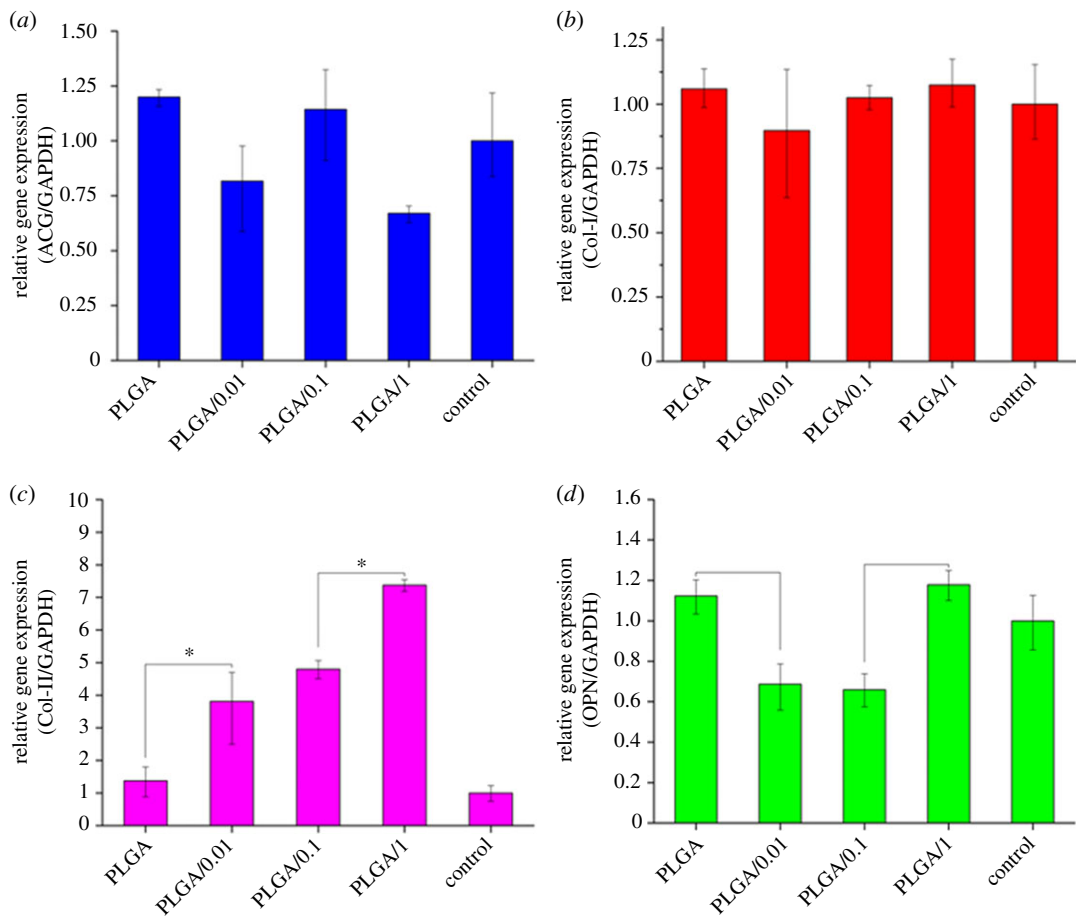 (a)
relative gene expression
(ACG/GAPDH)
1.50
1.25
1.00
0.75
0.50
0.25
0
PLGA
PLGA/0.01
PLGA/0.1
PLGA/1
control
(b)
relative gene expression
(Col-I/GAPDH)
1.25
1.00
0.75
0.50
0.25
0
PLGA
PLGA/0.01
PLGA/0.1
PLGA/1
control
(c)
relative gene expression
(Col-II/GAPDH)
10
9
8
7
6
5
4
3
2
1
0
*
*
PLGA
PLGA/0.01
PLGA/0.1
PLGA/1
control
(d)
relative gene expression
(OPN/GAPDH)
1.6
1.4
1.2
1.0
0.8
0.6
0.4
0.2
0
PLGA
PLGA/0.01
PLGA/0.1
PLGA/1
control